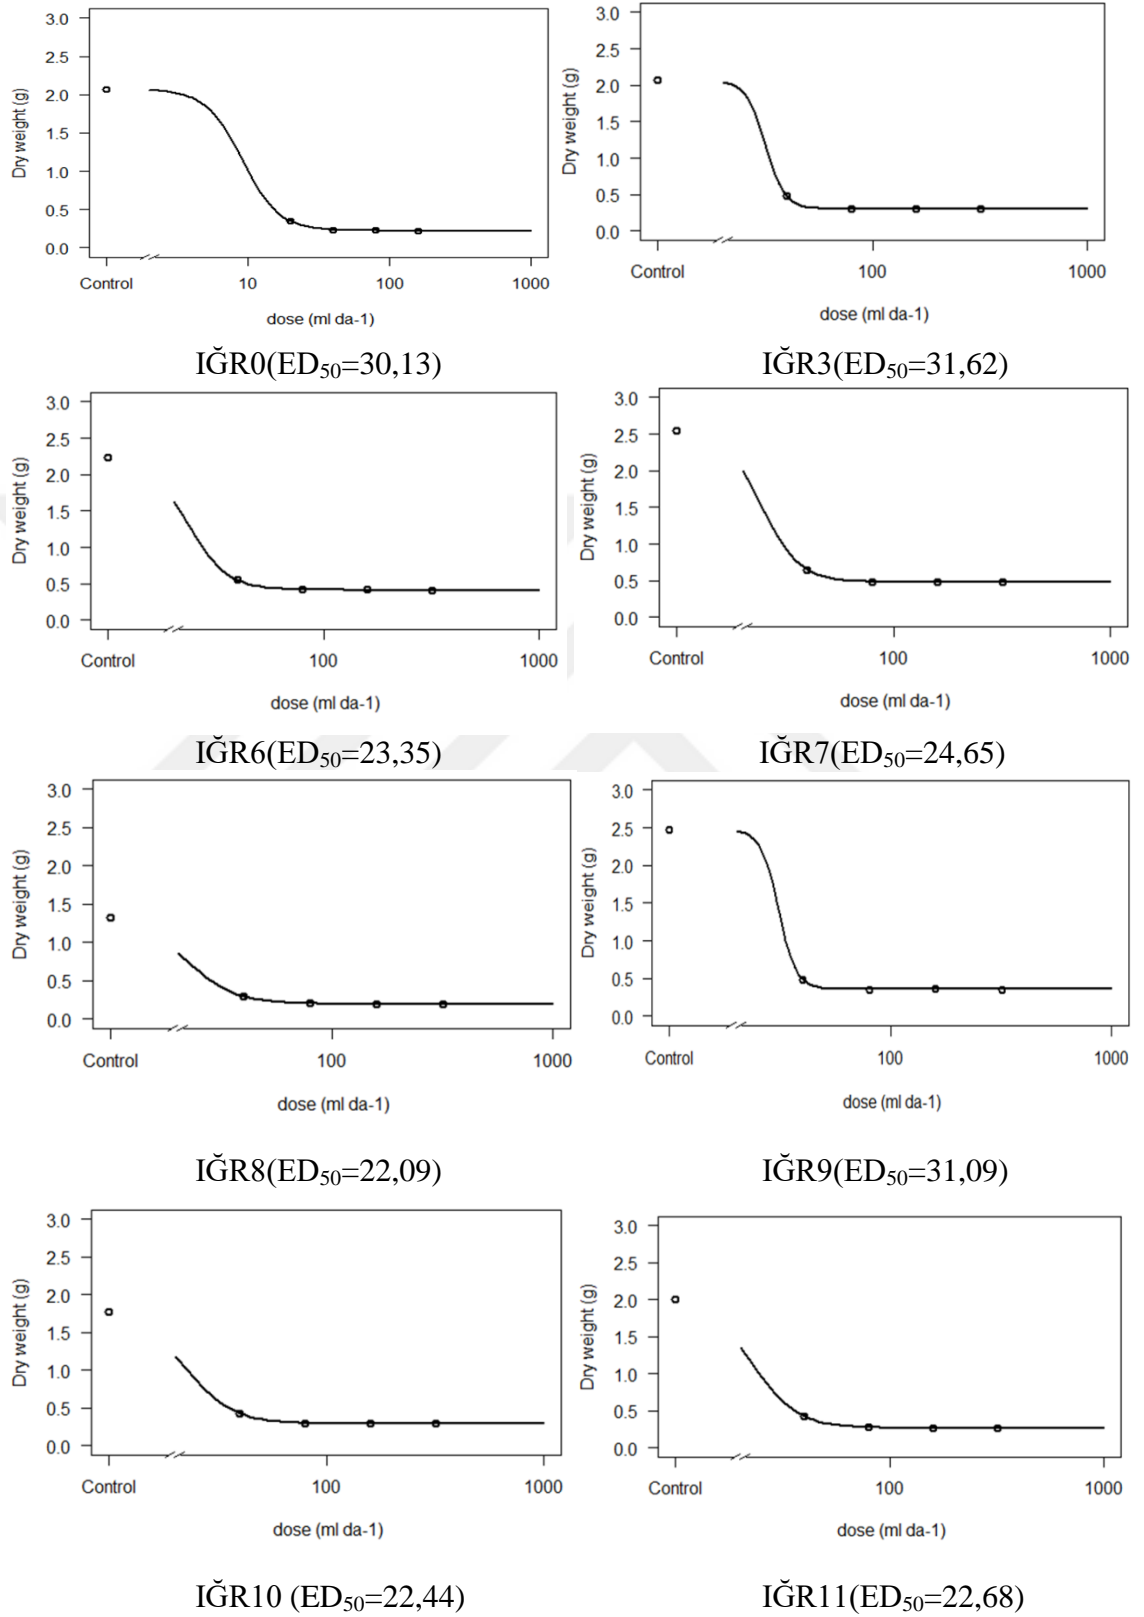 3.0
2.5
2.0
1.5
1.0
0.5
0.0
Dry weight (g)
Control 10 100 1000
dose (ml da-1)
IĞR0(ED₅₀=30,13)
3.0
2.5
2.0
1.5
1.0
0.5
0.0
Dry weight (g)
Control 100 1000
dose (ml da-1)
IĞR3(ED₅₀=31,62)
3.0
2.5
2.0
1.5
1.0
0.5
0.0
Dry weight (g)
Control 100 1000
dose (ml da-1)
IĞR6(ED₅₀=23,35)
3.0
2.5
2.0
1.5
1.0
0.5
0.0
Dry weight (g)
Control 100 1000
dose (ml da-1)
IĞR7(ED₅₀=24,65)
3.0
2.5
2.0
1.5
1.0
0.5
0.0
Dry weight (g)
Control 100 1000
dose (ml da-1)
IĞR8(ED₅₀=22,09)
3.0
2.5
2.0
1.5
1.0
0.5
0.0
Dry weight (g)
Control 100 1000
dose (ml da-1)
IĞR9(ED₅₀=31,09)
3.0
2.5
2.0
1.5
1.0
0.5
0.0
Dry weight (g)
Control 100 1000
dose (ml da-1)
IĞR10 (ED₅₀=22,44)
3.0
2.5
2.0
1.5
1.0
0.5
0.0
Dry weight (g)
Control 100 1000
dose (ml da-1)
IĞR11(ED₅₀=22,68)